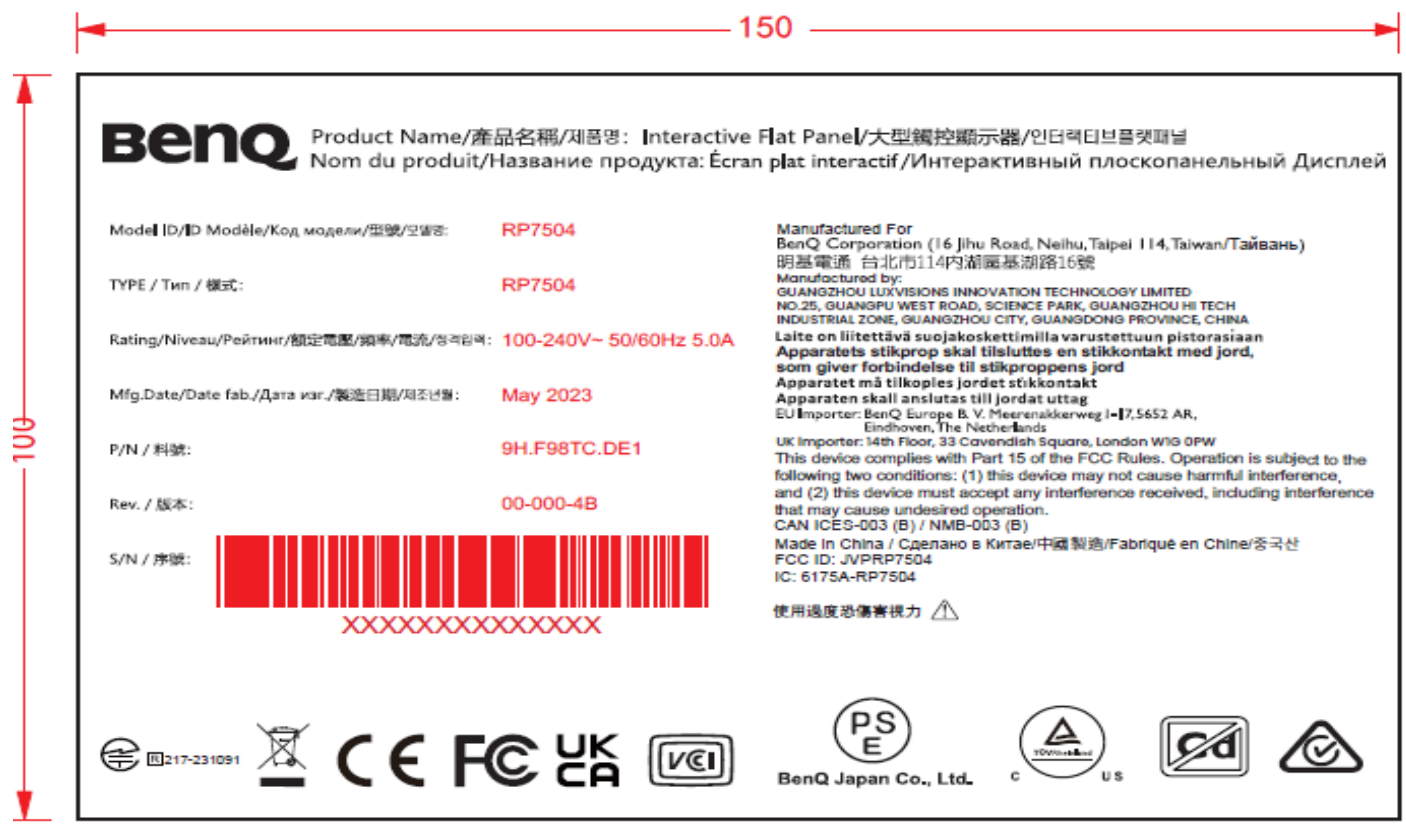 150
100
BenQ
Product Name/產品名稱/제품명: Interactive Flat Panel/大型觸控顯示器/인터랙티브플랫패널
Nom du produit/Название продукта: Écran plat interactif/Интерактивный плоскопанельный Дисплей
Model ID/ID Modèle/Код модели/型號/모델명: RP7504
TYPE / Тип / 樣式: RP7504
Rating/Niveau/Рейтинг/額定電壓/頻率/電流/정격입력: 100-240V~ 50/60Hz 5.0A
Mfg.Date/Date fab./Дата изг./製造日期/제조년월: May 2023
P/N / 料號: 9H.F98TC.DE1
Rev. / 版本: 00-000-4B
S/N / 序號:
XXXXXXXXXXXXXX
Manufactured For
BenQ Corporation (16 Jihu Road, Neihu, Taipei 114, Taiwan/Тайвань)
明基電通 台北市114內湖區基湖路16號
Manufactured by:
GUANGZHOU LUXVISIONS INNOVATION TECHNOLOGY LIMITED
NO.25, GUANGPU WEST ROAD, SCIENCE PARK, GUANGZHOU HI TECH
INDUSTRIAL ZONE, GUANGZHOU CITY, GUANGDONG PROVINCE, CHINA
Laite on liitettävä suojakoskettimilla varustettuun pistorasiaan
Apparatets stikprop skal tilsluttes en stikkontakt med jord,
som giver forbindelse til stikproppens jord
Apparatet må tilkoples jordet stikkontakt
Apparaten skall anslutas till jordat uttag
EU Importer: BenQ Europe B. V. Meerenakkerweg 1-17, 5652 AR,
Eindhoven, The Netherlands
UK Importer: 14th Floor, 33 Cavendish Square, London W1G 0PW
This device complies with Part 15 of the FCC Rules. Operation is subject to the
following two conditions: (1) this device may not cause harmful interference,
and (2) this device must accept any interference received, including interference
that may cause undesired operation.
CAN ICES-003 (B) / NMB-003 (B)
Made in China / Сделано в Китае/中國製造/Fabriqué en Chine/중국산
FCC ID: JVPRP7504
IC: 6175A-RP7504
使用過度恐傷害視力
R 217-231091
CE
FC
UK
CA
VCI
PS
E
BenQ Japan Co., Ltd.
TÜVRheinland
C US
Cd